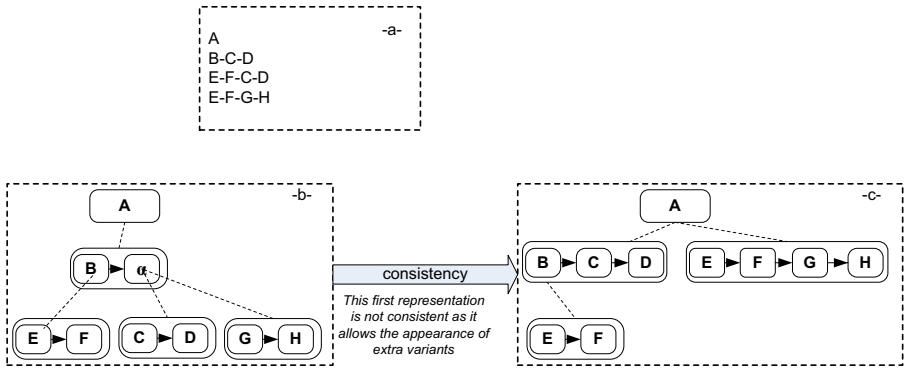 -a-
A
B-C-D
E-F-C-D
E-F-G-H
-b-
A
B α
E F C D G H
consistency
This first representation
is not consistent as it
allows the appearance of
extra variants
-c-
A
B C D E F G H
E F